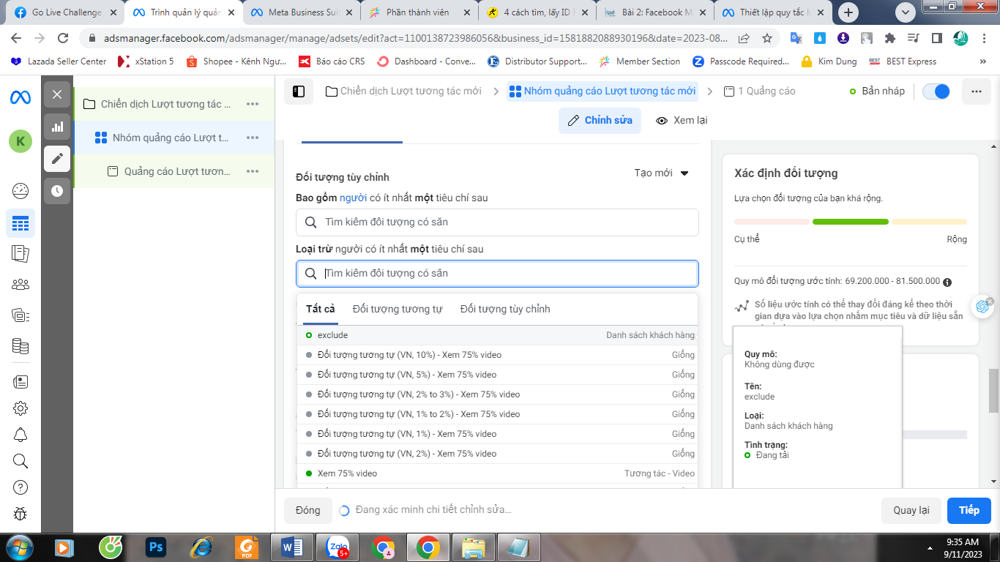 Go Live Challenge
Trình quản lý quản
Meta Business Sui
Phần thành viên
4 cách tìm, lấy ID
Bài 2: Facebook M
Thiết lập quy tắc l
adsmanager.facebook.com/adsmanager/manage/adsets/edit?act=1100138723986056&business_id=1581882088930196&date=2023-08...
Lazada Seller Center
xStation 5
Shopee - Kênh Ngư...
Báo cáo CRS
Dashboard - Conve...
Distributor Support...
Member Section
Passcode Required...
Kim Dung
BEST Express
Chiến dịch Lượt tương tác ...
Nhóm quảng cáo Lượt t...
Quảng cáo Lượt tươn...
K
Chiến dịch Lượt tương tác mới
Nhóm quảng cáo Lượt tương tác mới
1 Quảng cáo
Bản nháp
Chỉnh sửa
Xem lại
Đối tượng tùy chỉnh
Tạo mới
Bao gồm người có ít nhất một tiêu chí sau
Tìm kiếm đối tượng có sẵn
Loại trừ người có ít nhất một tiêu chí sau
Tìm kiếm đối tượng có sẵn
Tất cả
Đối tượng tương tự
Đối tượng tùy chỉnh
exclude
Danh sách khách hàng
Đối tượng tương tự (VN, 10%) - Xem 75% video
Giống
Đối tượng tương tự (VN, 5%) - Xem 75% video
Giống
Đối tượng tương tự (VN, 2% to 3%) - Xem 75% video
Giống
Đối tượng tương tự (VN, 1% to 2%) - Xem 75% video
Giống
Đối tượng tương tự (VN, 1%) - Xem 75% video
Giống
Đối tượng tương tự (VN, 2%) - Xem 75% video
Giống
Xem 75% video
Tương tác - Video
Xác định đối tượng
Lựa chọn đối tượng của bạn khá rộng.
Cụ thể
Rộng
Quy mô đối tượng ước tính: 69.200.000 - 81.500.000
Số liệu ước tính có thể thay đổi đáng kể theo thời
gian dựa vào lựa chọn nhắm mục tiêu và dữ liệu sẵn
Quy mô:
Không dùng được
Tên:
exclude
Loại:
Danh sách khách hàng
Tình trạng:
Đang tải
Đóng
Đang xác minh chi tiết chỉnh sửa...
Quay lại
Tiếp
Ps
PDF
W
Zalo
5+
9:35 AM
9/11/2023